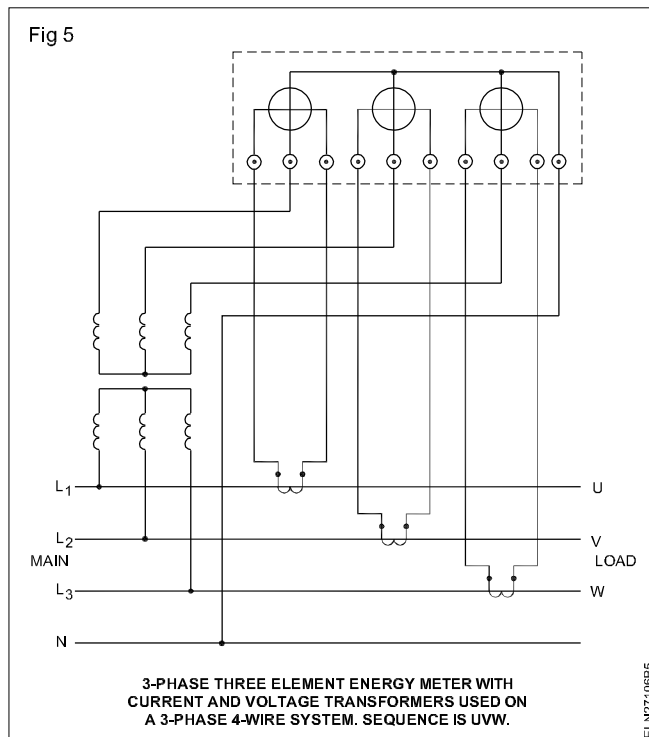 Fig 5
L1 U
L2 V
MAIN LOAD
L3 W
N
3-PHASE THREE ELEMENT ENERGY METER WITH
CURRENT AND VOLTAGE TRANSFORMERS USED ON
A 3-PHASE 4-WIRE SYSTEM. SEQUENCE IS UVW.